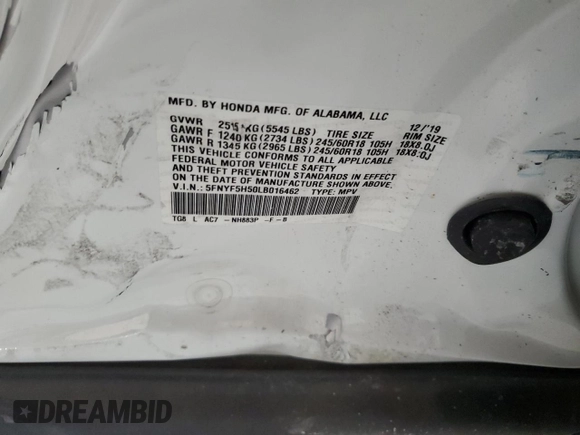 MFD. BY HONDA MFG. OF ALABAMA, LLC 12/'19
GVWR KG (5545 LBS) TIRE SIZE RIM SIZE
GAWR F 1240 KG (2734 LBS) 245/60R18 105H 18X8.0J
GAWR R 1345 KG (2965 LBS) 245/60R18 105H 18X8.0J
THIS VEHICLE CONFORMS TO ALL APPLICABLE
FEDERAL MOTOR VEHICLE SAFETY
AND THEFT PREVENTION STANDARDS IN EFFECT
ON THE DATE OF MANUFACTURE SHOWN ABOVE.
V.I.N.: 5FNYF5H50LB016462 TYPE: MPV
TG8 L AC7 -NH883P -F -B
DREAMBID